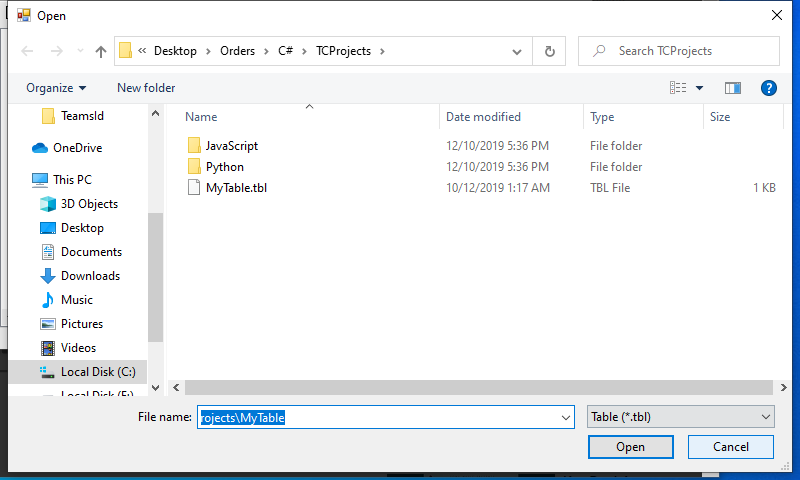 Open
« Desktop › Orders › C# › TCProjects ›
Search TCProjects
Organize
New folder
Name
Date modified
Type
Size
TeamsId
OneDrive
This PC
3D Objects
Desktop
Documents
Downloads
Music
Pictures
Videos
Local Disk (C:)
JavaScript 12/10/2019 5:36 PM File folder
Python 12/10/2019 5:36 PM File folder
MyTable.tbl 10/12/2019 1:17 AM TBL File 1 KB
File name:
rojects\MyTable
Table (*.tbl)
Open
Cancel